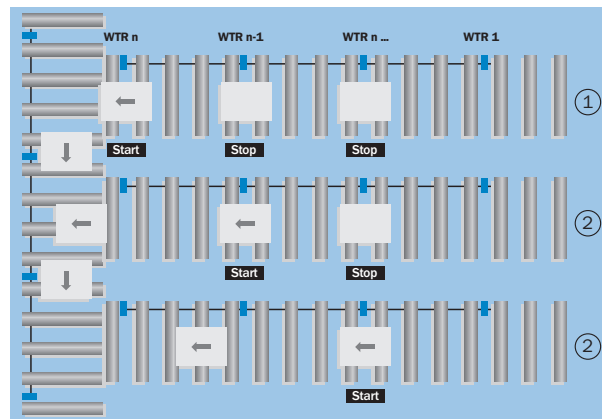 WTR n WTR n-1 WTR n ... WTR 1
1
Start Stop Stop
2
Start Stop
2
Start